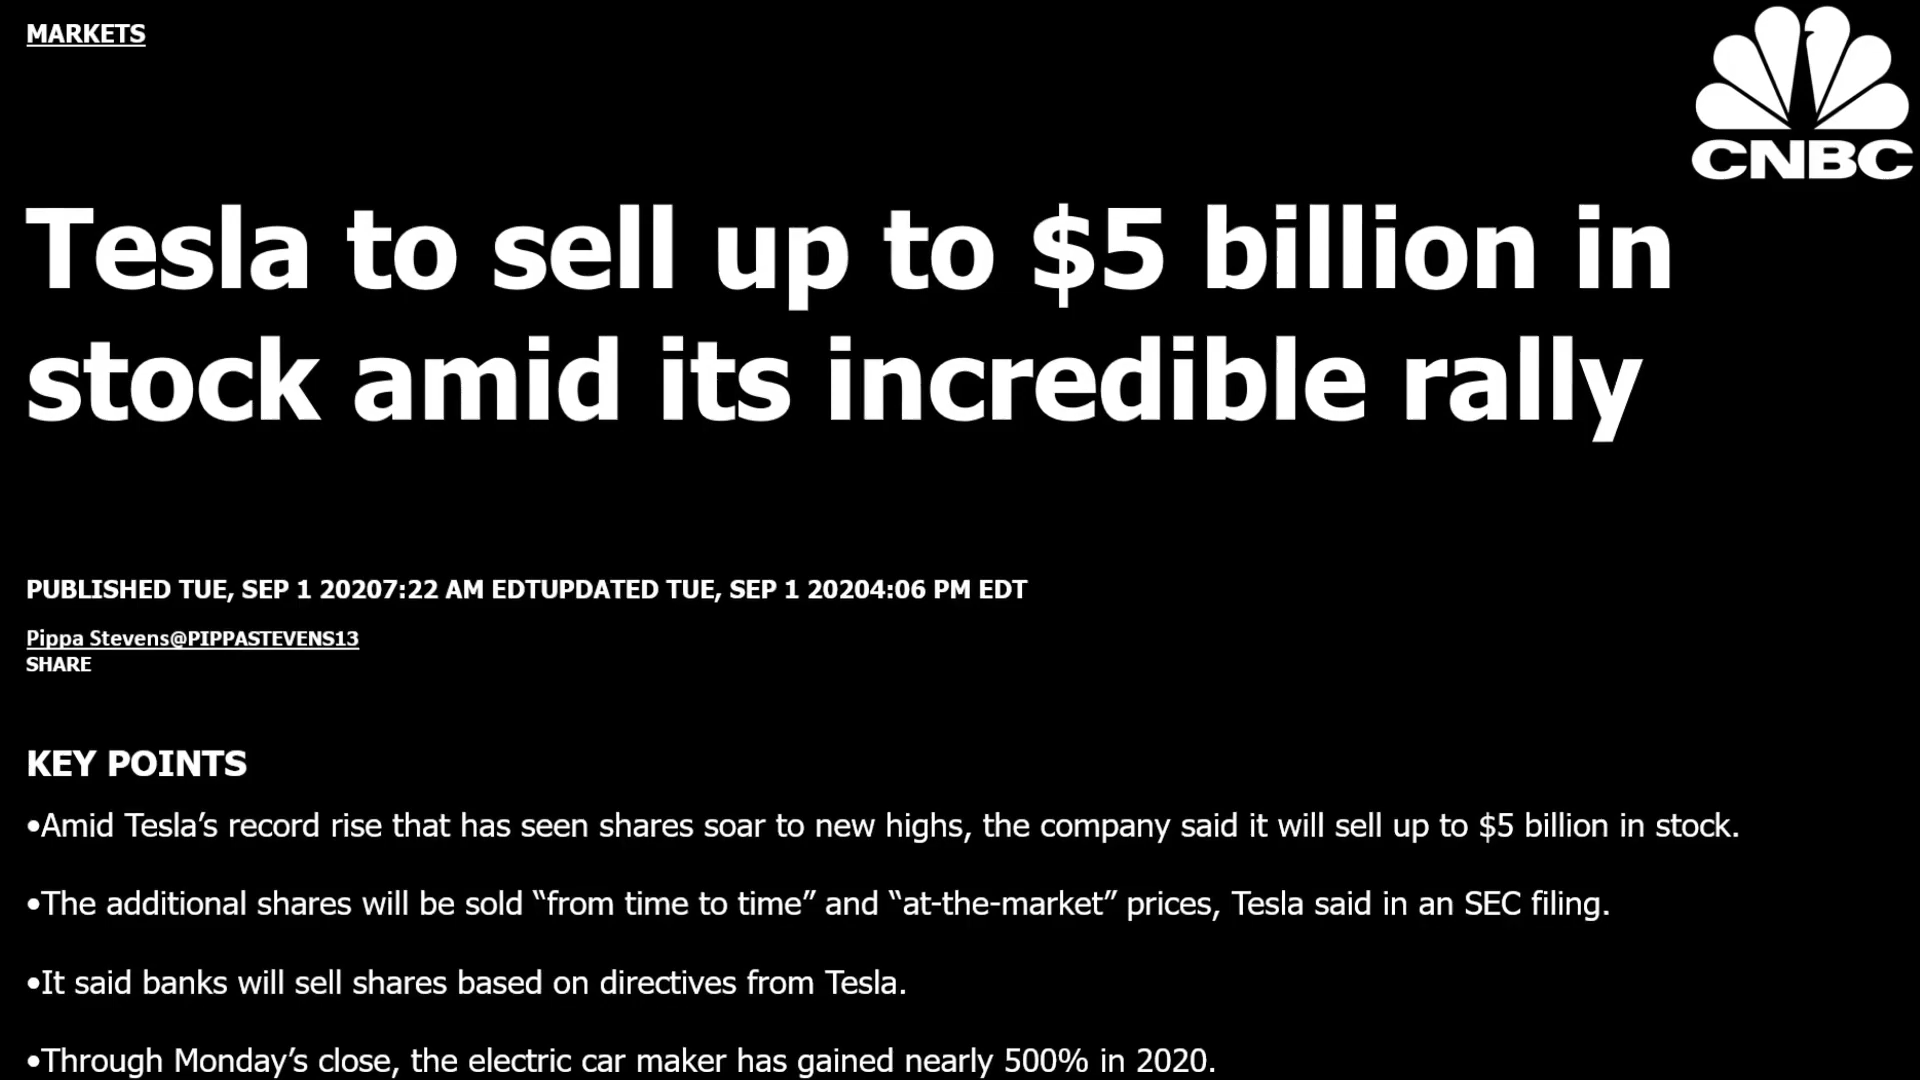 MARKETS
CNBC
Tesla to sell up to $5 billion in
stock amid its incredible rally
PUBLISHED TUE, SEP 1 20207:22 AM EDTUPDATED TUE, SEP 1 20204:06 PM EDT
Pippa Stevens@PIPPASTEVENS13
SHARE
KEY POINTS
•Amid Tesla’s record rise that has seen shares soar to new highs, the company said it will sell up to $5 billion in stock.
•The additional shares will be sold “from time to time” and “at-the-market” prices, Tesla said in an SEC filing.
•It said banks will sell shares based on directives from Tesla.
•Through Monday’s close, the electric car maker has gained nearly 500% in 2020.